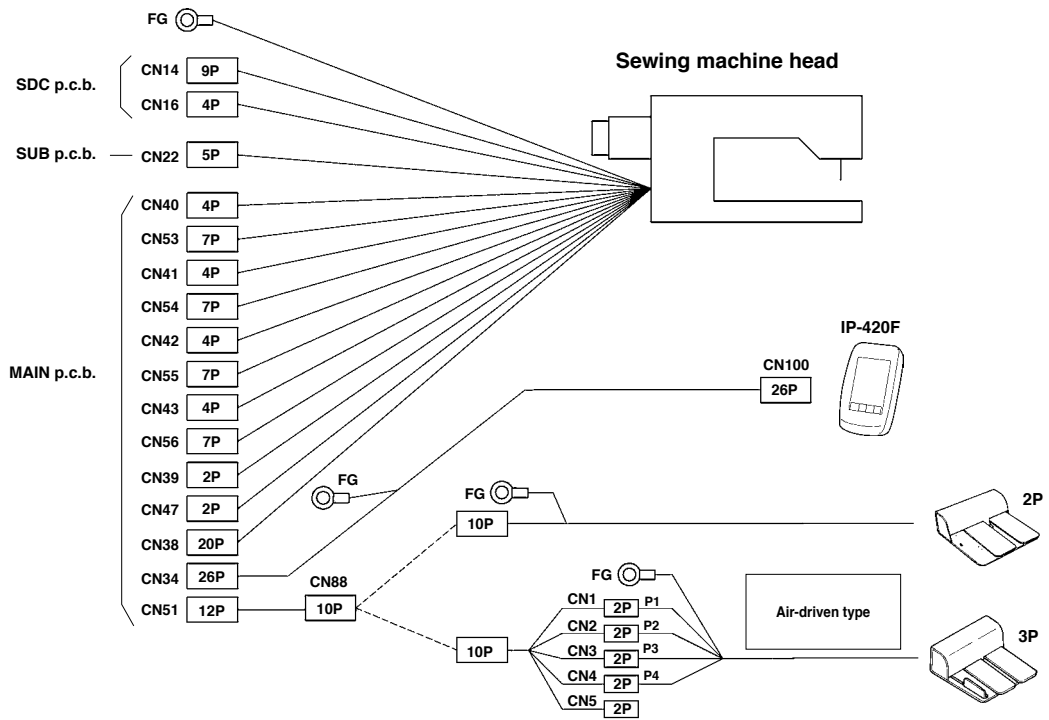 FG
Sewing machine head
SDC p.c.b.
CN14 9P
CN16 4P
SUB p.c.b. CN22 5P
CN40 4P
CN53 7P
CN41 4P
CN54 7P
CN42 4P
MAIN p.c.b.
CN55 7P
CN43 4P
CN56 7P
CN39 2P
CN47 2P
CN38 20P
CN34 26P
CN51 12P
IP-420F
CN100
26P
FG
CN88
10P
FG
10P
2P
FG
10P
CN1 2P P1
CN2 2P P2
CN3 2P P3
CN4 2P P4
CN5 2P
Air-driven type
3P